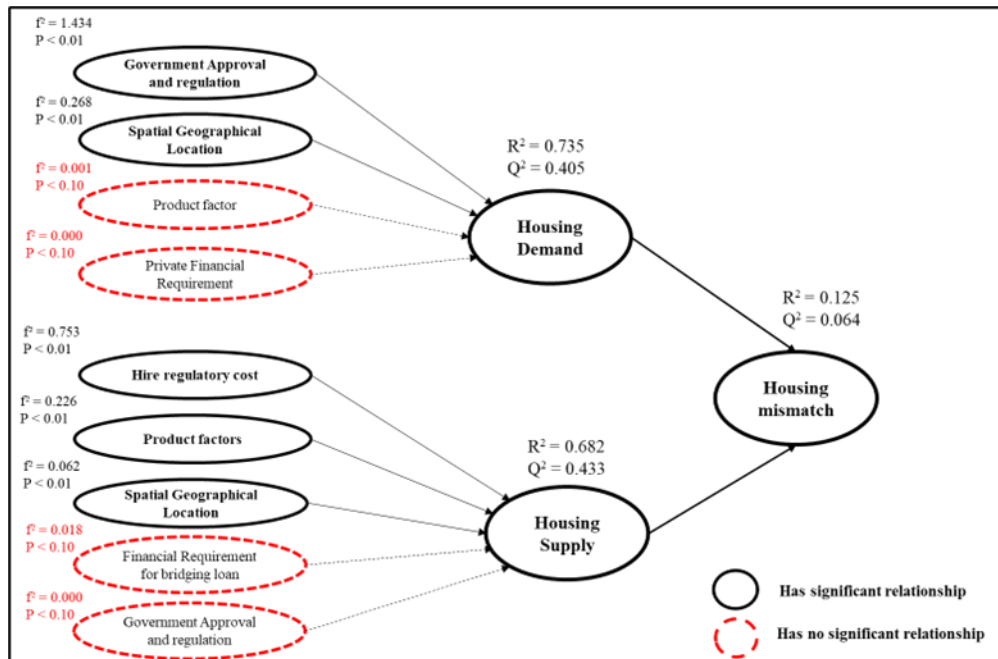 f² = 1.434
P < 0.01
Government Approval
and regulation
f² = 0.268
P < 0.01
Spatial Geographical
Location
f² = 0.001
P < 0.10
Product factor
f² = 0.000
P < 0.10
Private Financial
Requirement
R² = 0.735
Q² = 0.405
Housing
Demand
R² = 0.125
Q² = 0.064
Housing
mismatch
f² = 0.753
P < 0.01
Hire regulatory cost
f² = 0.226
P < 0.01
Product factors
f² = 0.062
P < 0.01
Spatial Geographical
Location
f² = 0.018
P < 0.10
Financial Requirement
for bridging loan
f² = 0.000
P < 0.10
Government Approval
and regulation
R² = 0.682
Q² = 0.433
Housing
Supply
Has significant relationship
Has no significant relationship